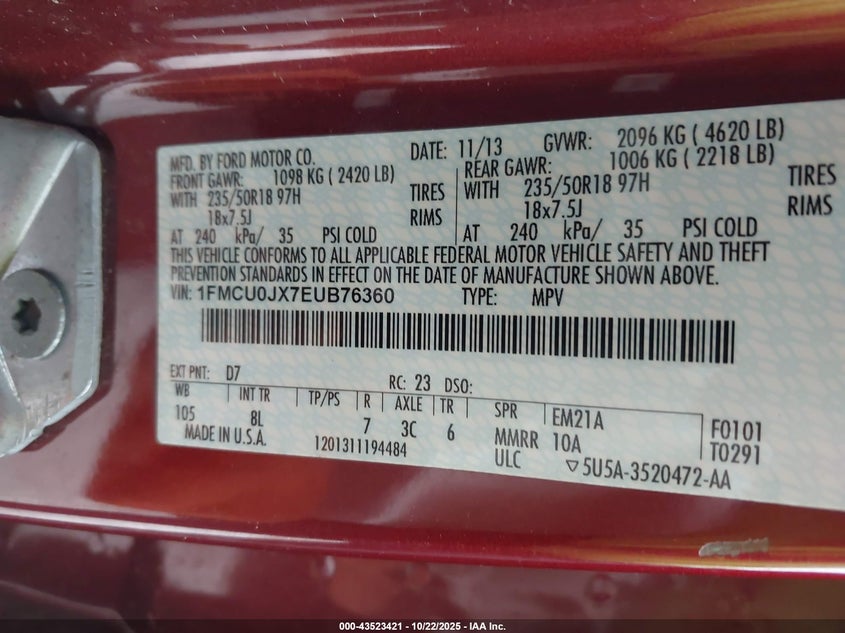 MFD. BY FORD MOTOR CO. DATE: 11/13 GVWR: 2096 KG ( 4620 LB)
FRONT GAWR: 1098 KG ( 2420 LB) REAR GAWR: 1006 KG ( 2218 LB)
WITH 235/50R18 97H TIRES WITH 235/50R18 97H TIRES
18x7.5J RIMS 18x7.5J RIMS
AT 240 kPa/ 35 PSI COLD AT 240 kPa/ 35 PSI COLD
THIS VEHICLE CONFORMS TO ALL APPLICABLE FEDERAL MOTOR VEHICLE SAFETY AND THEFT
PREVENTION STANDARDS IN EFFECT ON THE DATE OF MANUFACTURE SHOWN ABOVE.
VIN: 1FMCU0JX7EUB76360 TYPE: MPV
EXT PNT: D7 RC: 23 DSO:
WB INT TR TP/PS R AXLE TR SPR EM21A F0101
105 8L 7 3C 6 MMRR 10A T0291
MADE IN U.S.A. 1201311194484 ULC ▽5U5A-3520472-AA
000-43523421 | 10/22/2025 | IAA Inc.